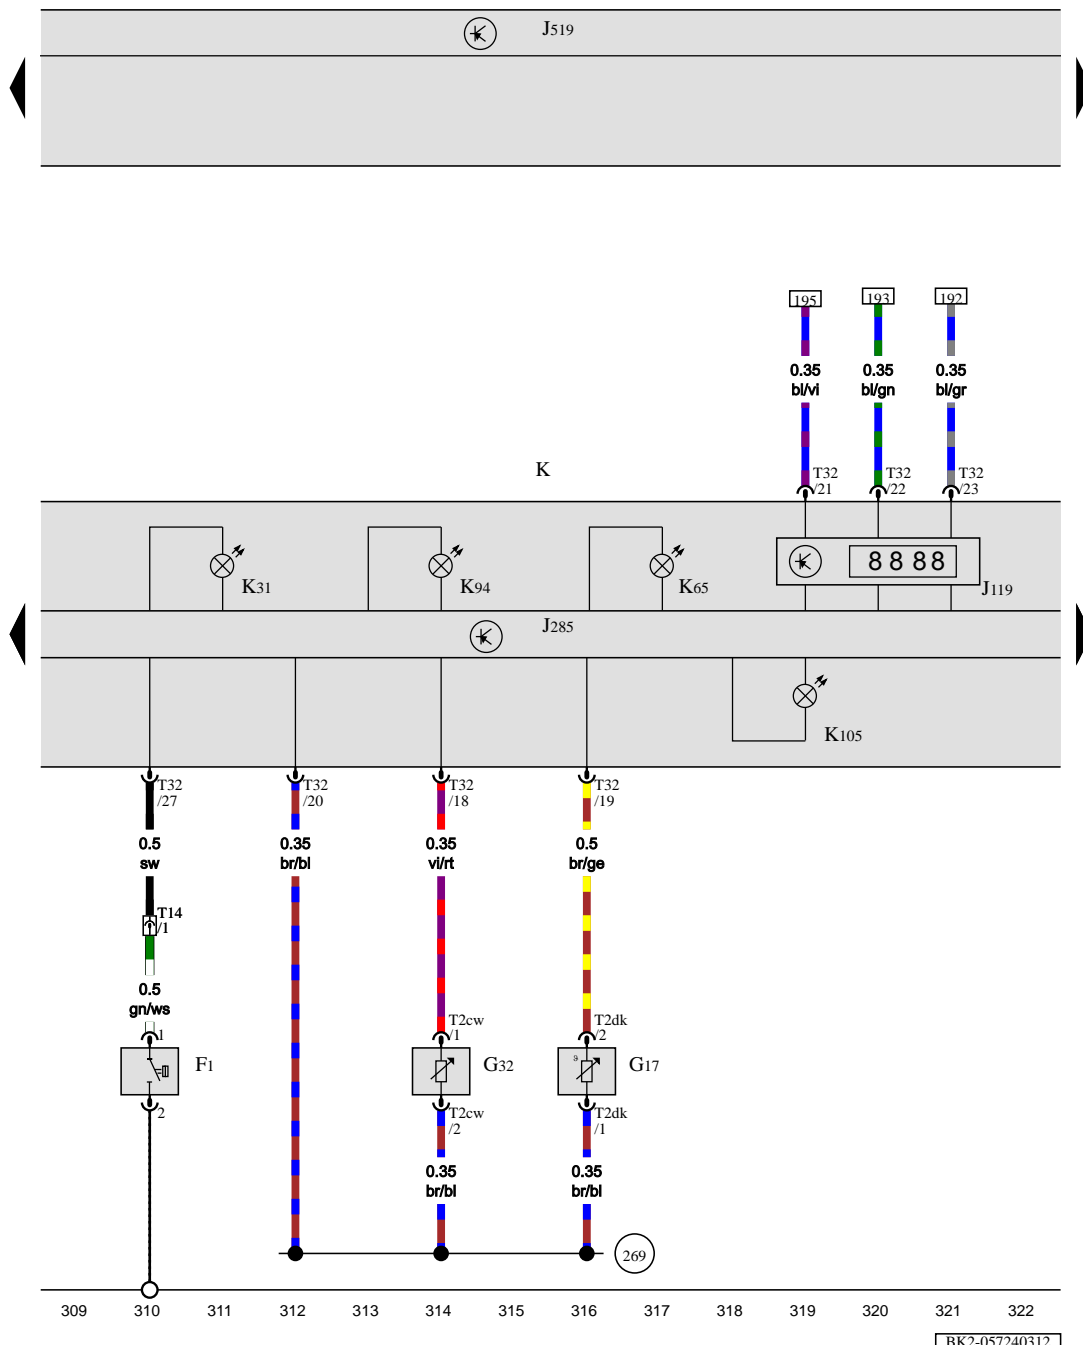 J519
195 193 192
0.35 0.35 0.35
bl/vi bl/gn bl/gr
K
T32 T32 T32
/21 /22 /23
8888
K31 K94 K65
J119
J285
K105
T32 T32 T32 T32
/27 /20 /18 /19
0.5 0.35 0.35 0.5
sw br/bl vi/rt br/ge
T14
/1
0.5
gn/ws
T2cw T2dk
1 /1 /2
F1 G32 G17
2
T2cw T2dk
/2 /1
0.35 0.35
br/bl br/bl
269
309 310 311 312 313 314 315 316 317 318 319 320 321 322
BK2-057240312